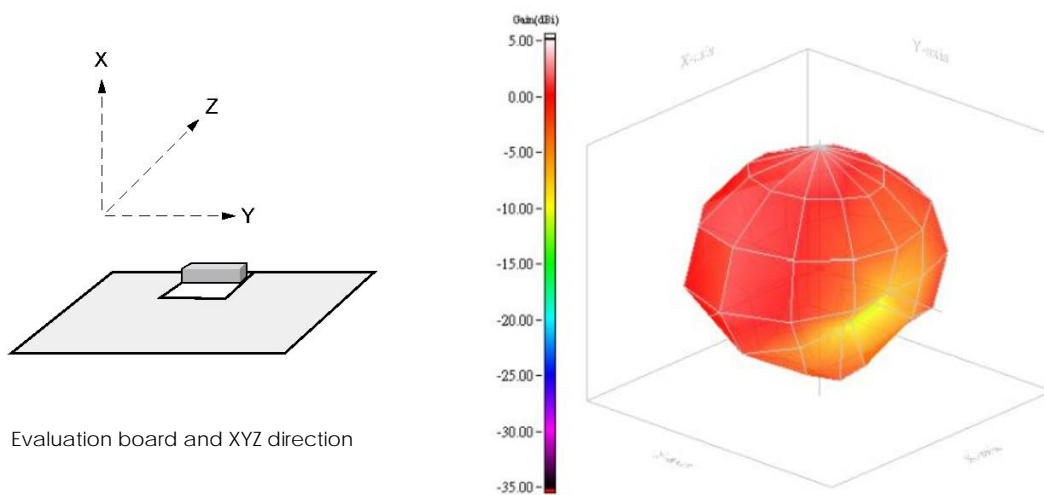 X
Z
Y
Evaluation board and XYZ direction
Gain(dBi)
5.00
0.00
-5.00
-10.00
-15.00
-20.00
-25.00
-30.00
-35.00
X-axis
Y-axis